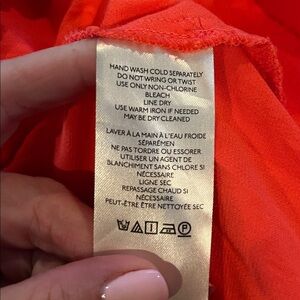 HAND WASH COLD SEPARATELY
DO NOT WRING OR TWIST
USE ONLY NON-CHLORINE
BLEACH
LINE DRY
USE WARM IRON IF NEEDED
MAY BE DRY CLEANED
LAVER À LA MAIN À L'EAU FROIDE
SÉPARÉMEN
NE PAS TORDRE OU ESSORER
UTILISER UN AGENT DE
BLANCHIMENT SANS CHLORE SI
NÉCESSAIRE
LIGNE SEC
REPASSAGE CHAUD SI
NÉCESSAIRE
PEUT-ÊTRE ÊTRE NETTOYÉE SEC